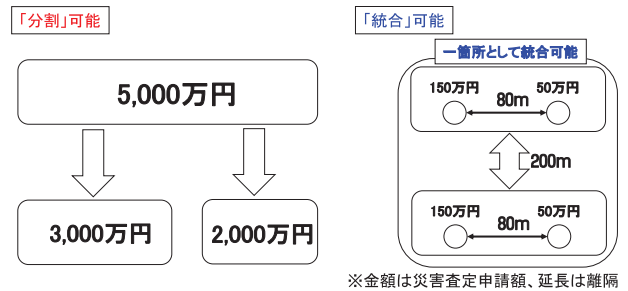 「分割」可能
5,000万円
3,000万円
2,000万円
「統合」可能
一箇所として統合可能
150万円
50万円
80m
200m
150万円
50万円
80m
※金額は災害査定申請額、延長は離隔